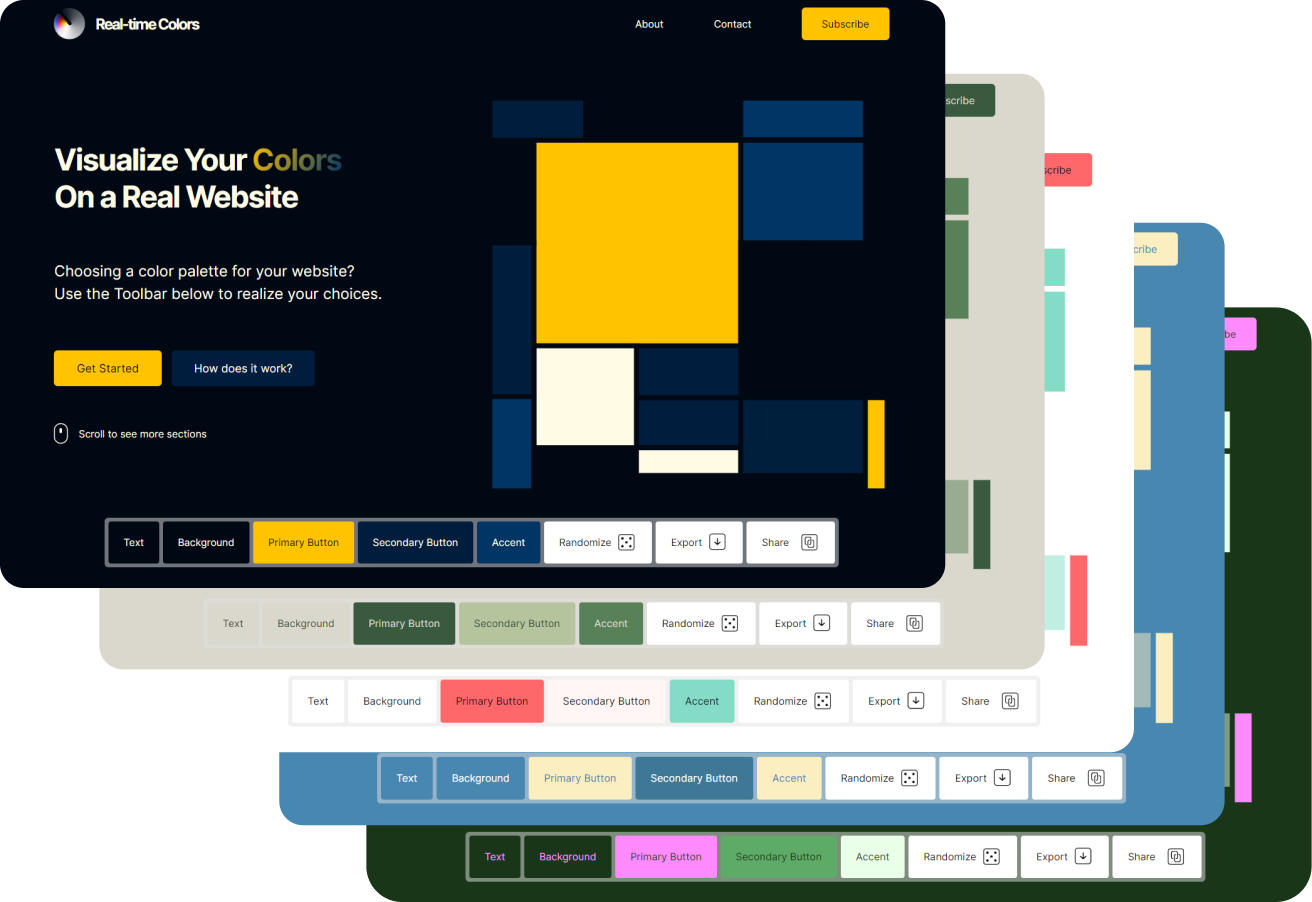 Real-time Colors
About
Contact
Subscribe
scribe
scribe
cribe
be
Visualize Your Colors
On a Real Website
Choosing a color palette for your website?
Use the Toolbar below to realize your choices.
Get Started
How does it work?
Scroll to see more sections
Text Background Primary Button Secondary Button Accent Randomize Export Share
Text Background Primary Button Secondary Button Accent Randomize Export Share
Text Background Primary Button Secondary Button Accent Randomize Export Share
Text Background Primary Button Secondary Button Accent Randomize Export Share
Text Background Primary Button Secondary Button Accent Randomize Export Share